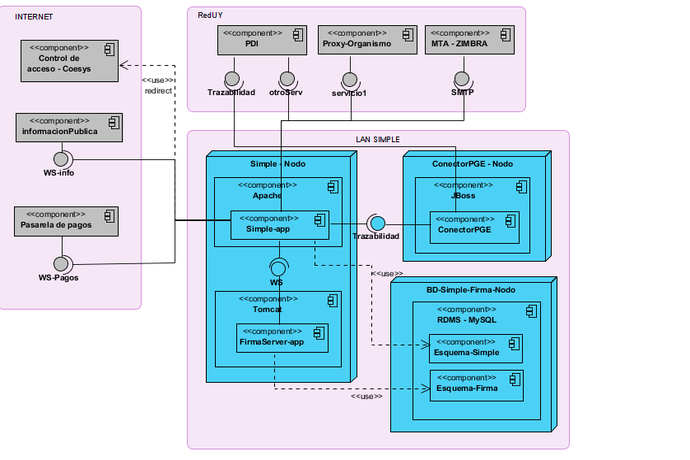 INTERNET
<<component>>
Control de
acceso - Coesys
<<use>>
redirect
<<component>>
informacionPublica
WS-info
<<component>>
Pasarela de pagos
WS-Pagos
RedUY
<<component>>
PDI
<<component>>
Proxy-Organismo
<<component>>
MTA - ZIMBRA
Trazabilidad
otroServ
servicio1
SMTP
LAN SIMPLE
Simple - Nodo
<<component>>
Apache
<<component>>
Simple-app
WS
<<component>>
Tomcat
<<component>>
FirmaServer-app
Trazabilidad
ConectorPGE - Nodo
<<component>>
JBoss
<<component>>
ConectorPGE
<<use>>
BD-Simple-Firma-Nodo
<<component>>
RDMS - MySQL
<<component>>
Esquema-Simple
<<component>>
Esquema-Firma
<<use>>